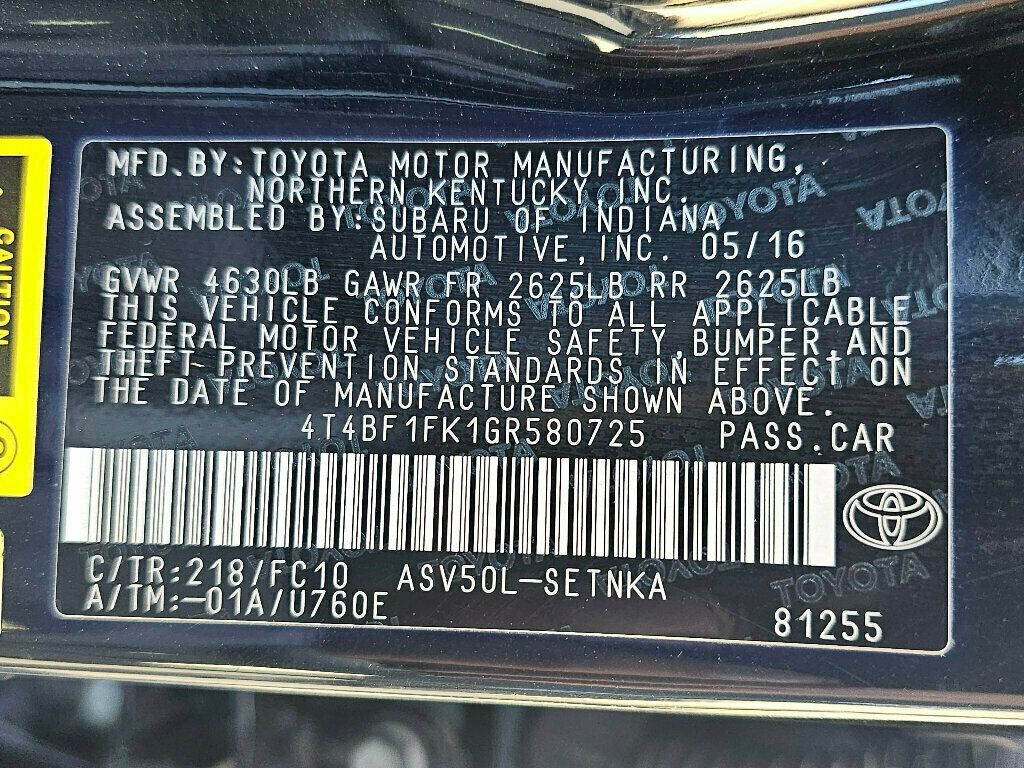 MFD.BY:TOYOTA MOTOR MANUFACTURING,
NORTHERN KENTUCKY,INC.
ASSEMBLED BY:SUBARU OF INDIANA
AUTOMOTIVE,INC. 05/16
GVWR 4630LB GAWR FR 2625LB RR 2625LB
THIS VEHICLE CONFORMS TO ALL APPLICABLE
FEDERAL MOTOR VEHICLE SAFETY,BUMPER,AND
THEFT PREVENTION STANDARDS IN EFFECT ON
THE DATE OF MANUFACTURE SHOWN ABOVE.
4T4BF1FK1GR580725 PASS.CAR
C/TR:218/FC10 ASV50L-SETNKA
A/TM:-01A/U760E
81255
CAUTION
TOYOTA